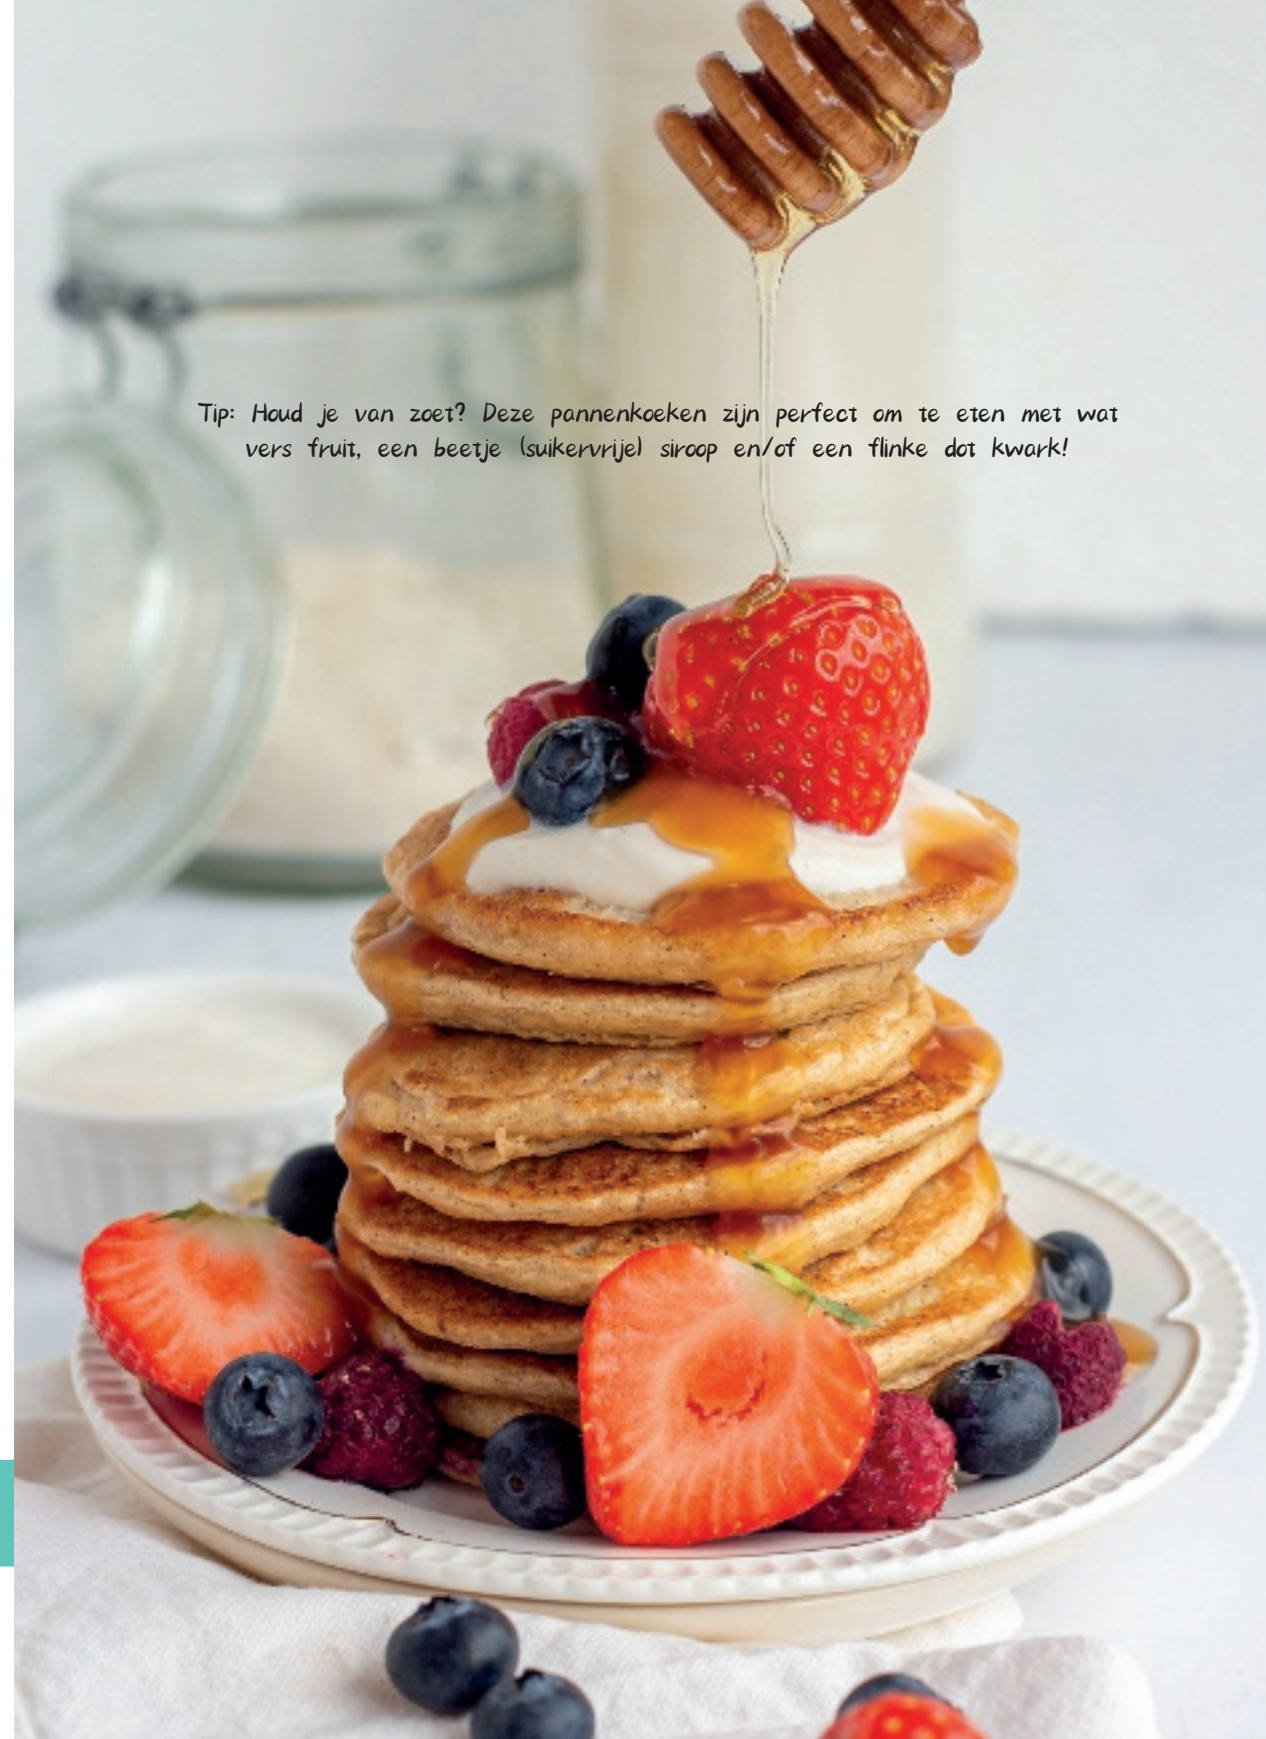 Tip: Houd je van zoet? Deze pannenkoeken zijn perfect om te eten met wat
vers fruit, een beetje (suikervrije) siroop en/of een flinke dot kwark!